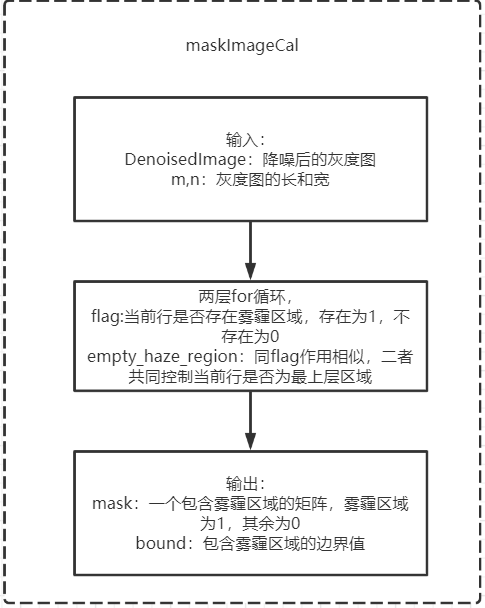 maskImageCal
输入：
DenoisedImage：降噪后的灰度图
m,n：灰度图的长和宽
两层for循环，
flag:当前行是否存在雾霾区域，存在为1，不
存在为0
empty_haze_region：同flag作用相似，二者
共同控制当前行是否为最上层区域
输出：
mask：一个包含雾霾区域的矩阵，雾霾区域
为1，其余为0
bound：包含雾霾区域的边界值